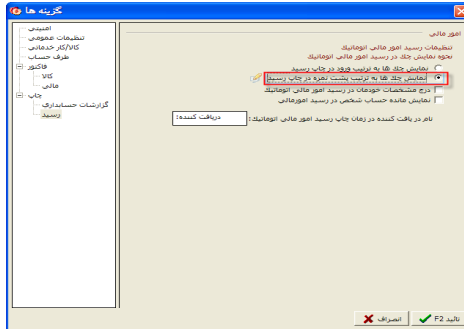 گزینه ها
امنیتی
تنظیمات عمومی
کالا/کار خدماتی
طرف حساب
فاکتور
کالا
مالی
چاپ
گزارشات حسابداری
رسید
امور مالی
تنظیمات رسید امور مالی اتوماتیک
نحوه نمایش چک ها در رسید امور مالی اتوماتیک
نمایش چک ها به ترتیب ورود در چاپ رسید
نمایش چک ها به ترتیب پشت نمره در چاپ رسید
درج مشخصات خودمان در رسید امور مالی اتوماتیک
نمایش مانده حساب شخص در رسید امورمالی
نام دریافت کننده در زمان چاپ رسید امور مالی اتوماتیک: دریافت کننده:
تائید F2 انصراف